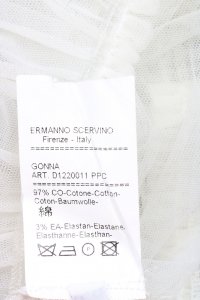 ERMANNO SCERVINO
Firenze - Italy
GONNA
ART. D1220011 PPC
97% CO-Cotone-Cotton-
Coton-Baumwolle-
綿
3% EA-Elastan-Elastane-
Elasthanne-Elasthan-